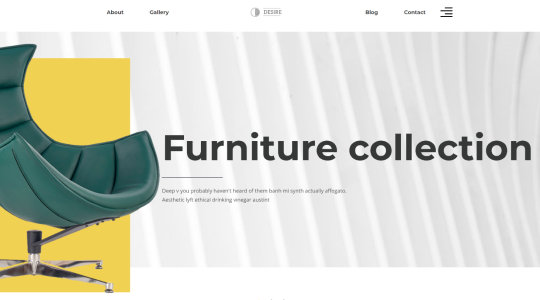 About
Gallery
DESIRE
Blog
Contact
Furniture collection
Deep v you probably haven't heard of them banh mi synth actually affogato.
Aesthetic lyft ethical drinking vinegar austin!